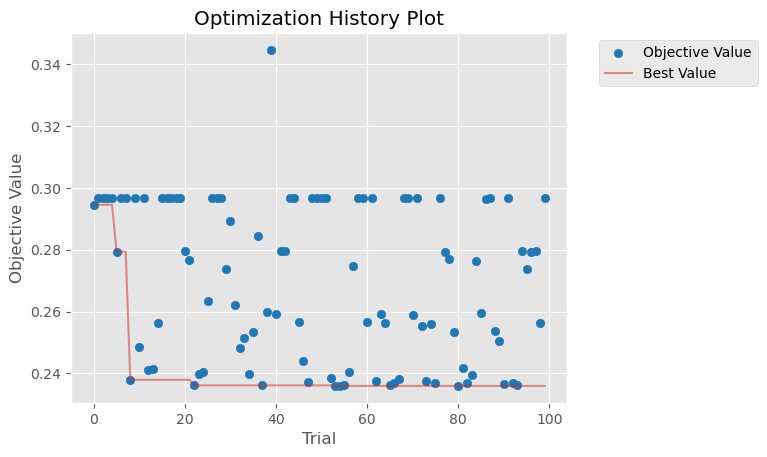 Optimization History Plot
Objective Value
Best Value
Objective Value
0.34
0.32
0.30
0.28
0.26
0.24
0
20
40
60
80
100
Trial